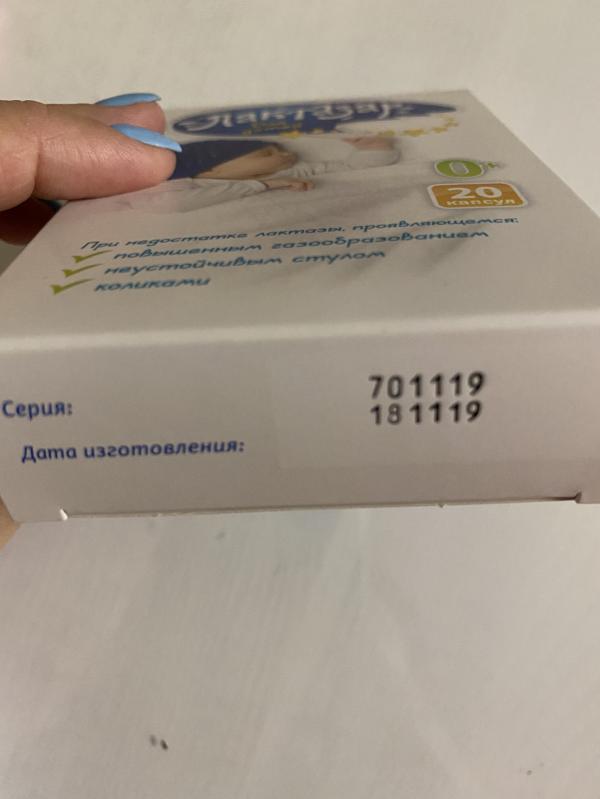 Лактазар
0+
20
капсул
При недостатке лактазы, проявляющемся:
повышенным газообразованием
неустойчивым стулом
коликами
Серия: 701119
181119
Дата изготовления: